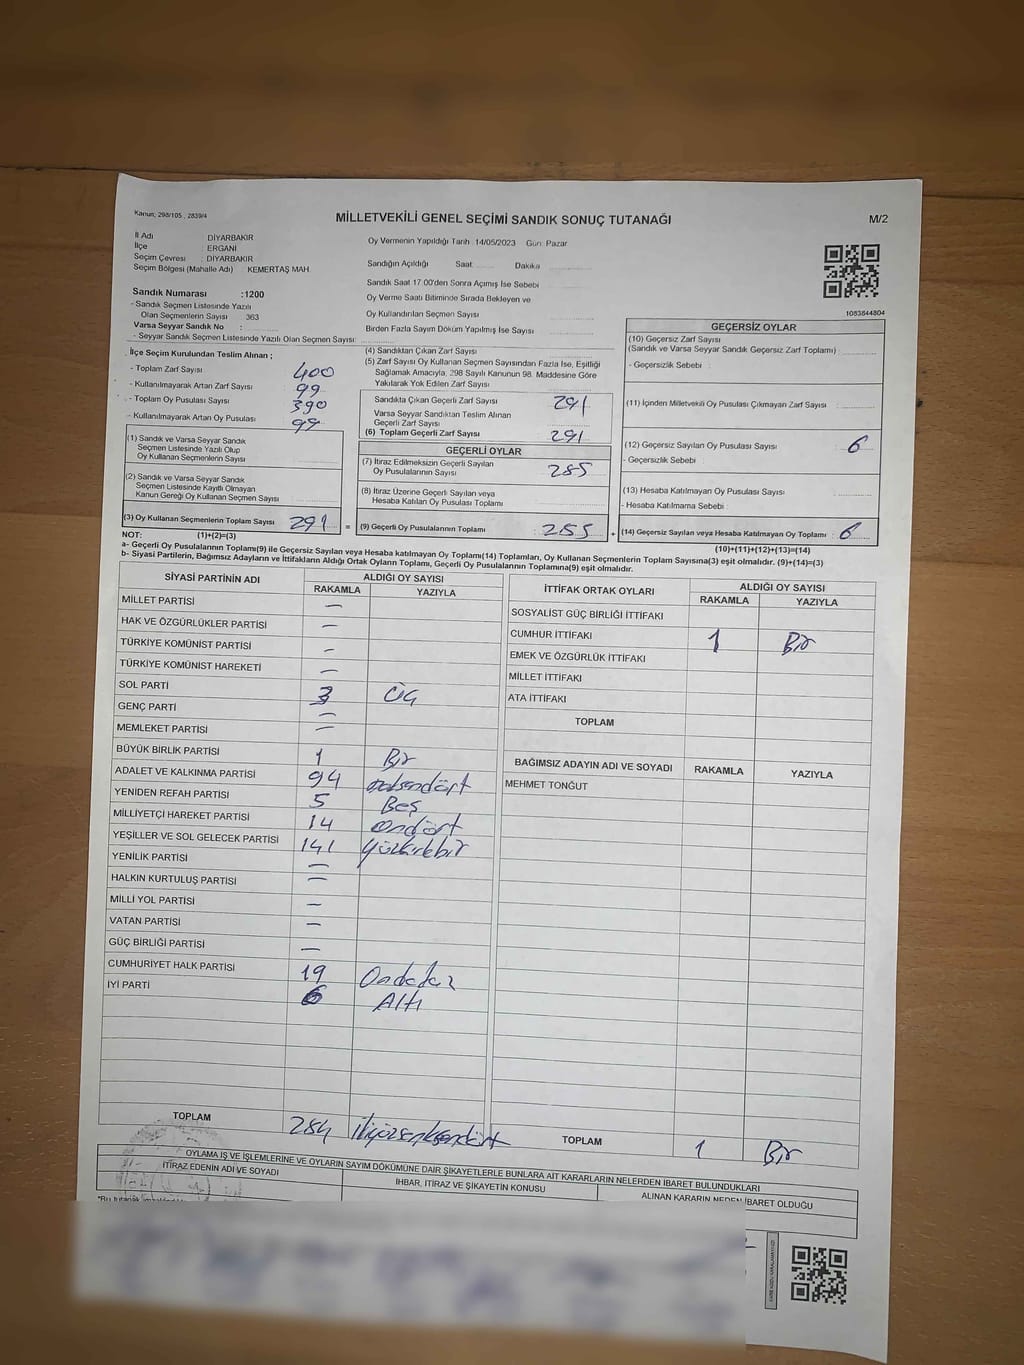 Kanun; 298/105 , 2839/4
MİLLETVEKİLİ GENEL SEÇİMİ SANDIK SONUÇ TUTANAĞI
M/2
İl Adı DİYARBAKIR
İlçe : ERGANİ
Seçim Çevresi : DİYARBAKIR
Seçim Bölgesi (Mahalle Adı) KEMERTAŞ MAH.
Sandık Numarası :1200
- Sandık Seçmen Listesinde Yazılı
Olan Seçmenlerin Sayısı 363
Varsa Seyyar Sandık No :
- Seyyar Sandık Seçmen Listesinde Yazılı Olan Seçmen Sayısı:
Oy Vermenin Yapıldığı Tarih :14/05/2023 Gün: Pazar
Sandığın Açıldığı Saat: Dakika
Sandık Saat 17.00'den Sonra Açımış İse Sebebi
Oy Verme Saati Bitiminde Sırada Bekleyen ve
Oy Kullandırılan Seçmen Sayısı
Birden Fazla Sayım Döküm Yapılmış İse Sayısı
1083844804
İlçe Seçim Kurulundan Teslim Alınan ;
- Toplam Zarf Sayısı 400
- Kullanılmayarak Artan Zarf Sayısı 99
- Toplam Oy Pusulası Sayısı 390
- Kullanılmayarak Artan Oy Pusulası 99
(1) Sandık ve Varsa Seyyar Sandık
Seçmen Listesinde Yazılı Olup
Oy Kullanan Seçmenlerin Sayısı
(2) Sandık ve Varsa Seyyar Sandık
Seçmen Listesinde Kayıtlı Olmayan
Kanun Gereği Oy Kullanan Seçmen Sayısı
(3) Oy Kullanan Seçmenlerin Toplam Sayısı 291 =
(4) Sandıktan Çıkan Zarf Sayısı
(5) Zarf Sayısı Oy Kullanan Seçmen Sayısından Fazla İse, Eşitliği
Sağlamak Amacıyla, 298 Sayılı Kanunun 98. Maddesine Göre
Yakılarak Yok Edilen Zarf Sayısı
Sandıkta Çıkan Geçerli Zarf Sayısı 291
Varsa Seyyar Sandıktan Teslim Alınan
Geçerli Zarf Sayısı
(6) Toplam Geçerli Zarf Sayısı 291
GEÇERLİ OYLAR
(7) İtiraz Edilmeksizin Geçerli Sayılan
Oy Pusulalarının Sayısı 285
(8) İtiraz Üzerine Geçerli Sayılan veya
Hesaba Katılan Oy Pusulası Toplamı
(9) Geçerli Oy Pusulalarının Toplamı 285 +
GEÇERSİZ OYLAR
(10) Geçersiz Zarf Sayısı
(Sandık ve Varsa Seyyar Sandık Geçersiz Zarf Toplamı)
- Geçersizlik Sebebi :
(11) İçinden Milletvekili Oy Pusulası Çıkmayan Zarf Sayısı :
(12) Geçersiz Sayılan Oy Pusulası Sayısı : 6
- Geçersizlik Sebebi
(13) Hesaba Katılmayan Oy Pusulası Sayısı
- Hesaba Katılmama Sebebi :
(14) Geçersiz Sayılan veya Hesaba Katılmayan Oy Toplamı : 6
NOT: (1)+(2)=(3) (10)+(11)+(12)+(13)=(14)
a- Geçerli Oy Pusulalarının Toplamı(9) ile Geçersiz Sayılan veya Hesaba katılmayan Oy Toplamı(14) Toplamları, Oy Kullanan Seçmenlerin Toplam Sayısına(3) eşit olmalıdır. (9)+(14)=(3)
b- Siyasi Partilerin, Bağımsız Adayların ve İttifakların Aldığı Ortak Oyların Toplamı, Geçerli Oy Pusulalarının Toplamına(9) eşit olmalıdır.
SİYASİ PARTİNİN ADI ALDIĞI OY SAYISI
RAKAMLA YAZIYLA
MİLLET PARTİSİ —
HAK VE ÖZGÜRLÜKLER PARTİSİ —
TÜRKİYE KOMÜNİST PARTİSİ —
TÜRKİYE KOMÜNİST HAREKETİ —
SOL PARTİ 3 Üç
GENÇ PARTİ —
MEMLEKET PARTİSİ —
BÜYÜK BİRLİK PARTİSİ 1 Bir
ADALET VE KALKINMA PARTİSİ 94
YENİDEN REFAH PARTİSİ 5 Beş
MİLLİYETÇİ HAREKET PARTİSİ 14 ondört
YEŞİLLER VE SOL GELECEK PARTİSİ 141 Yüzkırkbir
YENİLİK PARTİSİ —
HALKIN KURTULUŞ PARTİSİ —
MİLLİ YOL PARTİSİ —
VATAN PARTİSİ —
GÜÇ BİRLİĞİ PARTİSİ —
CUMHURİYET HALK PARTİSİ 19 Ondokuz
İYİ PARTİ 6 Altı
TOPLAM 284 ikiyüzseksendört
İTTİFAK ORTAK OYLARI ALDIĞI OY SAYISI
RAKAMLA YAZIYLA
SOSYALİST GÜÇ BİRLİĞİ İTTİFAKI
CUMHUR İTTİFAKI 1 Bir
EMEK VE ÖZGÜRLÜK İTTİFAKI
MİLLET İTTİFAKI
ATA İTTİFAKI
TOPLAM
BAĞIMSIZ ADAYIN ADI VE SOYADI RAKAMLA YAZIYLA
MEHMET TONĞUT
TOPLAM 1 Bir
OYLAMA İŞ VE İŞLEMLERİNE VE OYLARIN SAYIM DÖKÜMÜNE DAİR ŞİKAYETLERLE BUNLARA AİT KARARLARIN NELERDEN İBARET BULUNDUKLARI
İTİRAZ EDENİN ADI VE SOYADI İHBAR, İTİRAZ VE ŞİKAYETİN KONUSU ALINAN KARARIN NEDEN İBARET OLDUĞU